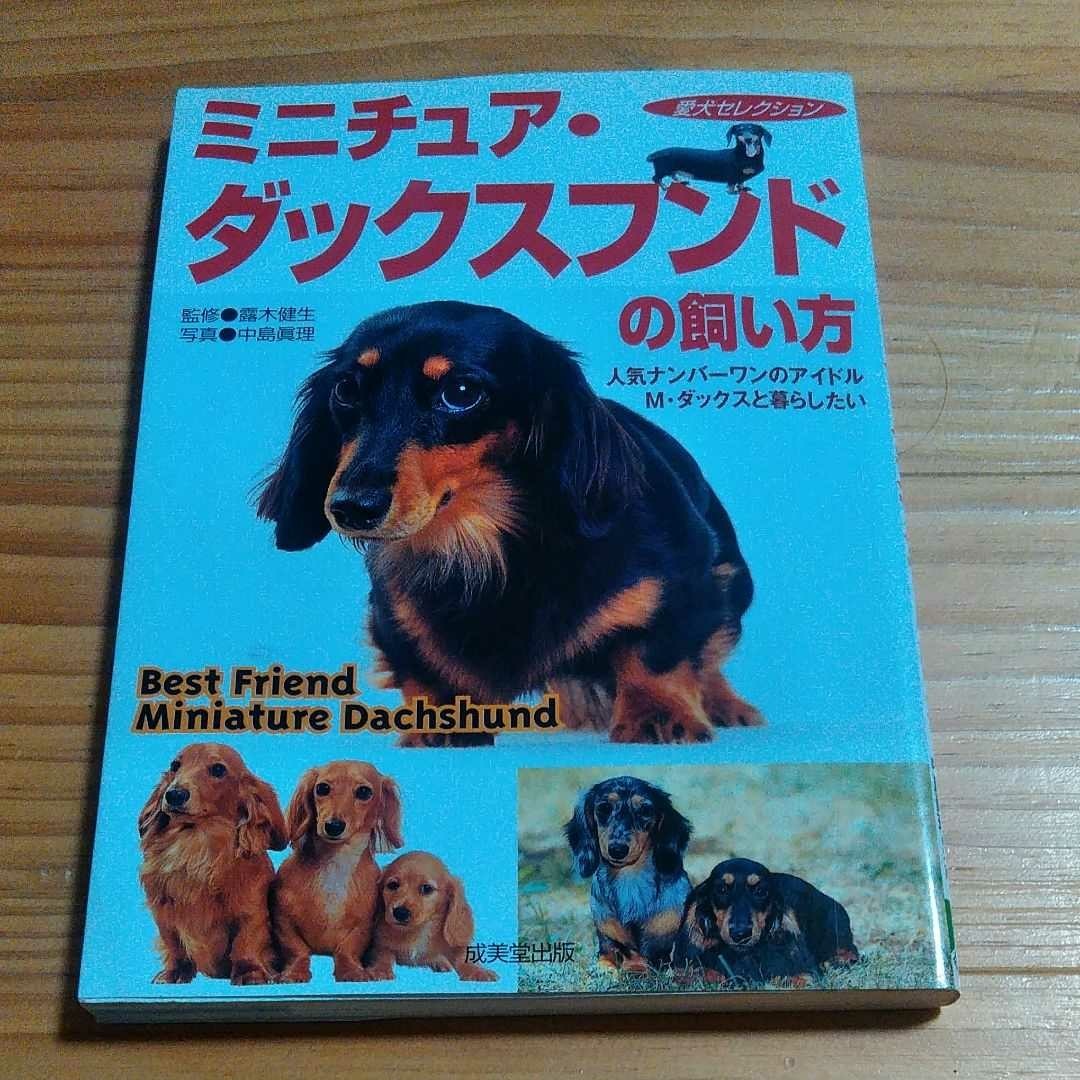 愛犬セレクション
ミニチュア・
ダックスフンド
の飼い方
監修●露木健生
写真●中島眞理
人気ナンバーワンのアイドル
M・ダックスと暮らしたい
Best Friend
Miniature Dachshund
成美堂出版